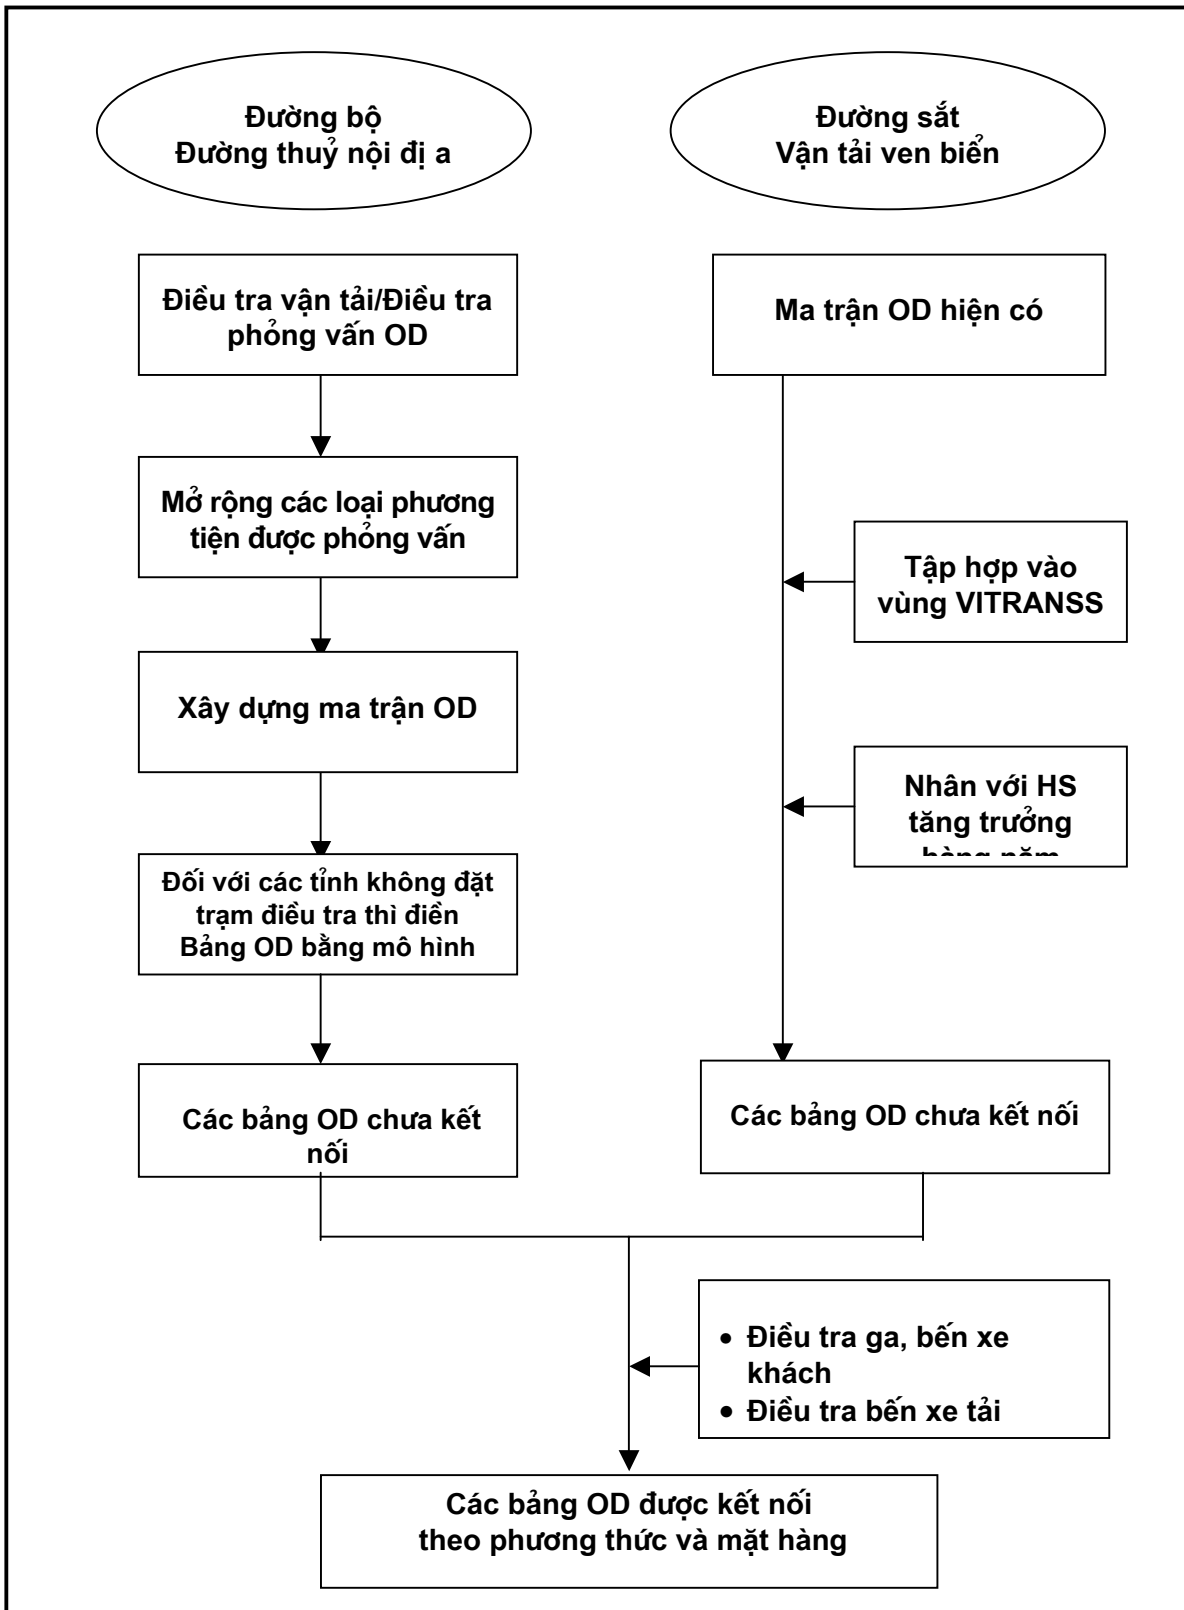 Đường bộ
Đường thuỷ nội đị a
Đường sắt
Vận tải ven biển
Điều tra vận tải/Điều tra
phỏng vấn OD
Ma trận OD hiện có
Mở rộng các loại phương
tiện được phỏng vấn
Tập hợp vào
vùng VITRANSS
Xây dựng ma trận OD
Nhân với HS
tăng trưởng
hàng năm
Đối với các tỉnh không đặt
trạm điều tra thì điền
Bảng OD bằng mô hình
Các bảng OD chưa kết
nối
Các bảng OD chưa kết nối
• Điều tra ga, bến xe
khách
• Điều tra bến xe tải
Các bảng OD được kết nối
theo phương thức và mặt hàng